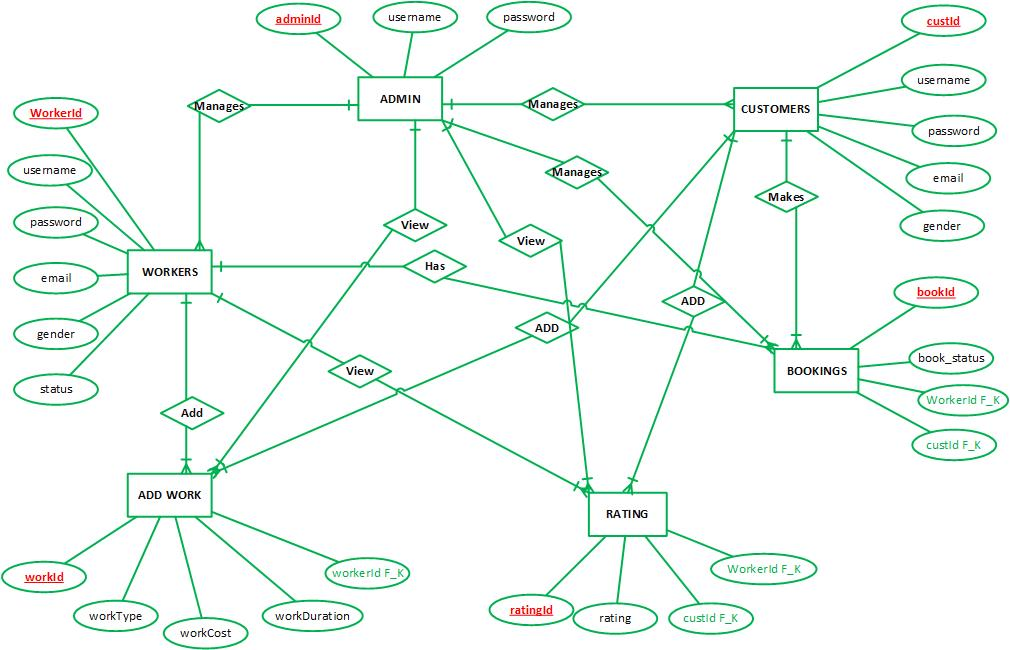 adminId
username
password
custId
username
password
email
gender
ADMIN
CUSTOMERS
Manages
Manages
Manages
Makes
WorkerId
username
password
email
gender
status
WORKERS
View
View
Has
ADD
ADD
View
Add
bookId
book_status
WorkerId F_K
custId F_K
BOOKINGS
ADD WORK
RATING
workId
workType
workCost
workDuration
workerId F_K
ratingId
rating
custId F_K
WorkerId F_K